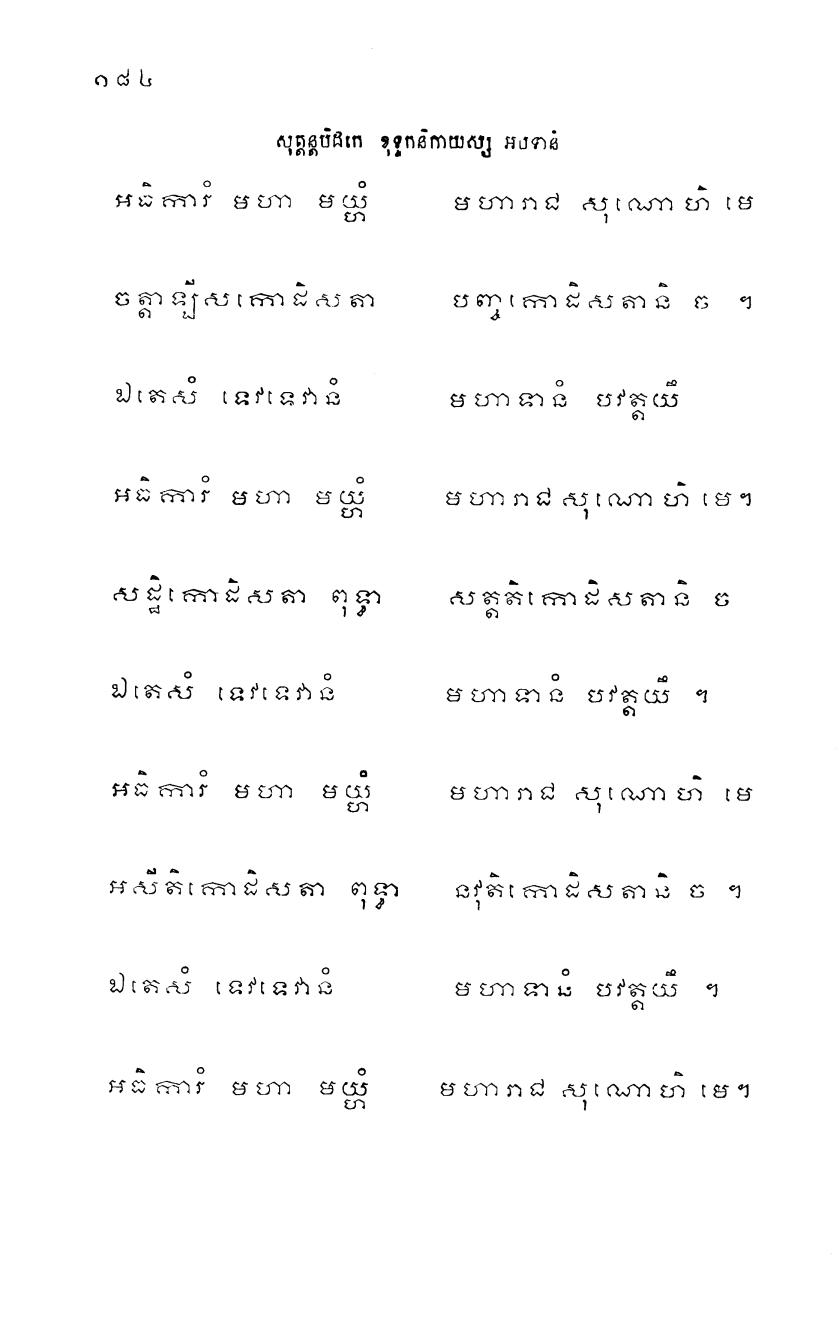 ១៨៤
សុត្តន្តបិដកេ ខុទ្ទកនិកាយស្ស អបទានំ
អធិការំ មហា មយ្ហំ មហារាជ សុណោហិ មេ
ចត្តាឡីសកោដិសតា បញ្ចកោដិសតានិ ច ។
ឯតេសំ ទេវទេវានំ មហាទានំ បវត្តយឹ
អធិការំ មហា មយ្ហំ មហារាជ សុណោហិ មេ។
សដ្ឋិកោដិសតា ពុទ្ធា សត្តតិកោដិសតានិ ច
ឯតេសំ ទេវទេវានំ មហាទានំ បវត្តយឹ ។
អធិការំ មហា មយ្ហំ មហារាជ សុណោហិ មេ
អសីតិកោដិសតា ពុទ្ធា នវុតិកោដិសតានិ ច ។
ឯតេសំ ទេវទេវានំ មហាទានំ បវត្តយឹ ។
អធិការំ មហា មយ្ហំ មហារាជ សុណោហិ មេ។